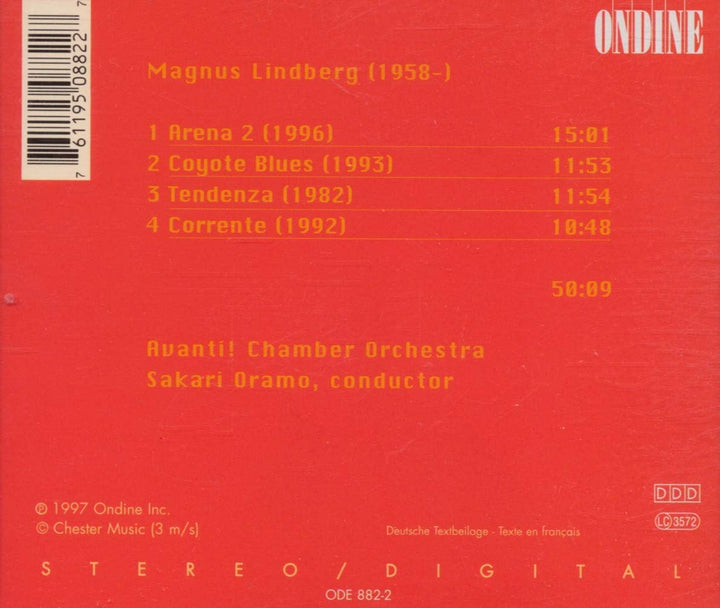 7 61195 08822 7
ONDINE
Magnus Lindberg (1958-)
1 Arena 2 (1996) 15:01
2 Coyote Blues (1993) 11:53
3 Tendenza (1982) 11:54
4 Corrente (1992) 10:48
50:09
Avanti! Chamber Orchestra
Sakari Oramo, conductor
℗ 1997 Ondine Inc.
© Chester Music (3 m/s)
Deutsche Textbeilage - Texte en français
DDD
LC 3572
STEREO/DIGITAL
ODE 882-2